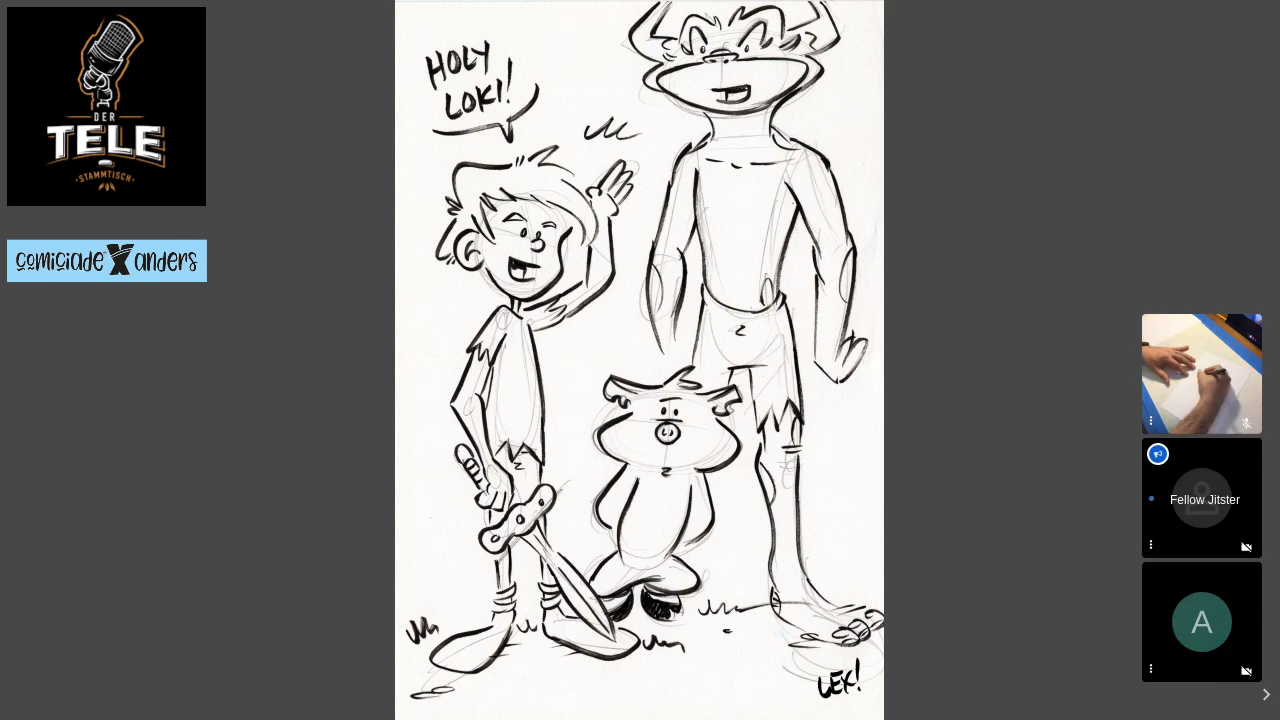 DER
TELE
STAMMTISCH
comiciade X anders
HOLY
LOKI!
Fellow Jitster
A
LEX!